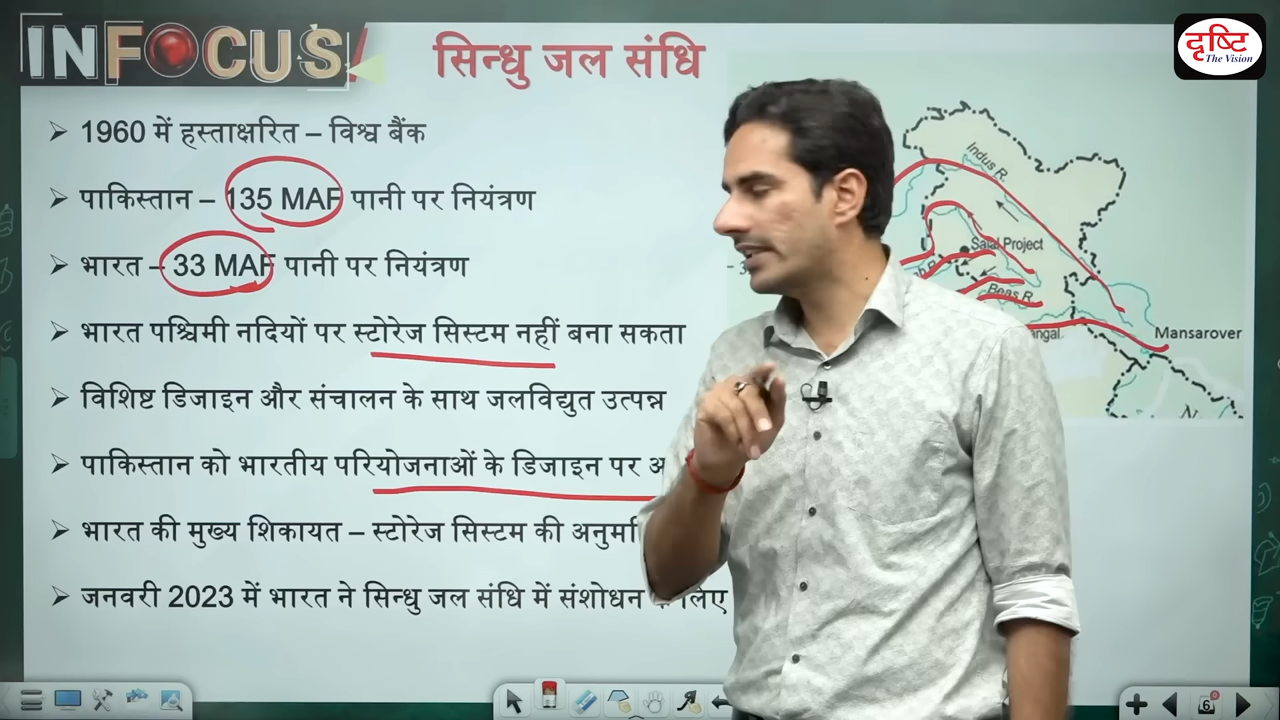 INFOCUS
सिन्धु जल संधि
दृष्टि
The Vision
➤ 1960 में हस्ताक्षरित – विश्व बैंक
➤ पाकिस्तान – 135 MAF पानी पर नियंत्रण
➤ भारत – 33 MAF पानी पर नियंत्रण
➤ भारत पश्चिमी नदियों पर स्टोरेज सिस्टम नहीं बना सकता
➤ विशिष्ट डिजाइन और संचालन के साथ जलविद्युत उत्पन्न
➤ पाकिस्तान को भारतीय परियोजनाओं के डिजाइन पर
➤ भारत की मुख्य शिकायत – स्टोरेज सिस्टम की
➤ जनवरी 2023 में भारत ने सिन्धु जल संधि में संशोधन के लिए
Indus R.
Salal Project
Beas R.
Mansarover
6